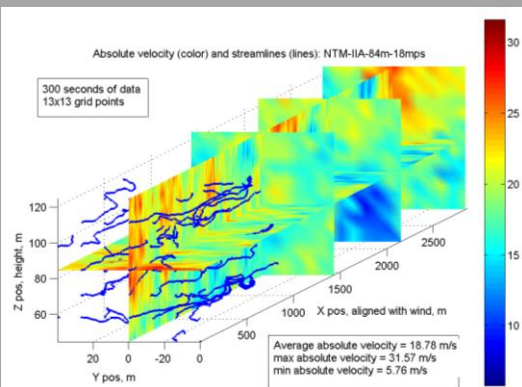 Absolute velocity (color) and streamlines (lines): NTM-IIA-84m-18mps
300 seconds of data
13x13 grid points
30
25
20
15
10
120
100
80
60
Z pos, height, m
20
0
-20
0
Y pos, m
500
1000
1500
2000
2500
X pos, aligned with wind, m
Average absolute velocity = 18.78 m/s
max absolute velocity = 31.57 m/s
min absolute velocity = 5.76 m/s